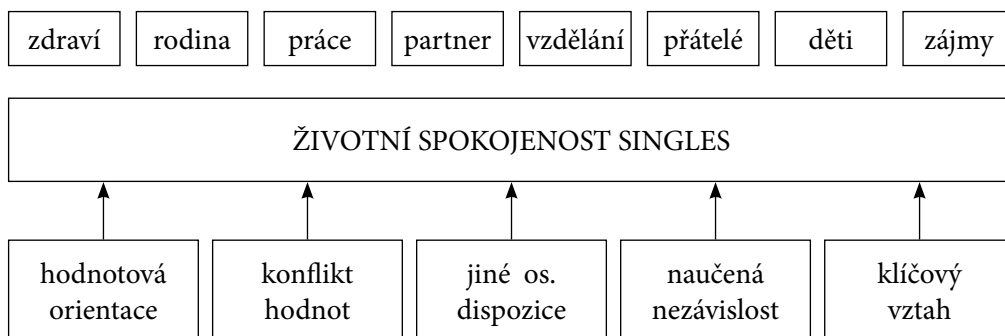 zdraví
rodina
práce
partner
vzdělání
přátelé
děti
zájmy
ŽIVOTNÍ SPOKOJENOST SINGLES
hodnotová
orientace
konflikt
hodnot
jiné os.
dispozice
naučená
nezávislost
klíčový
vztah